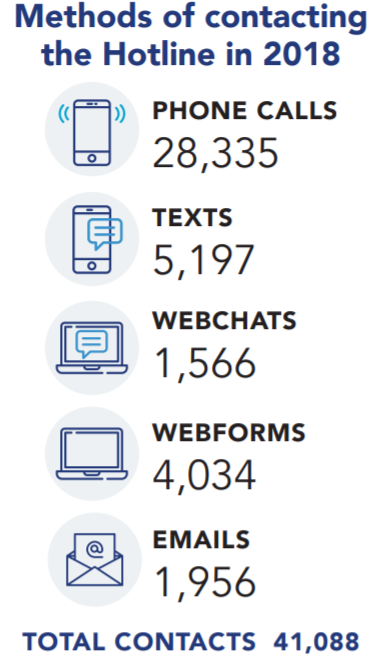 Methods of contacting
the Hotline in 2018
PHONE CALLS
28,335
TEXTS
5,197
WEBCHATS
1,566
WEBFORMS
4,034
@
EMAILS
1,956
TOTAL CONTACTS 41,088